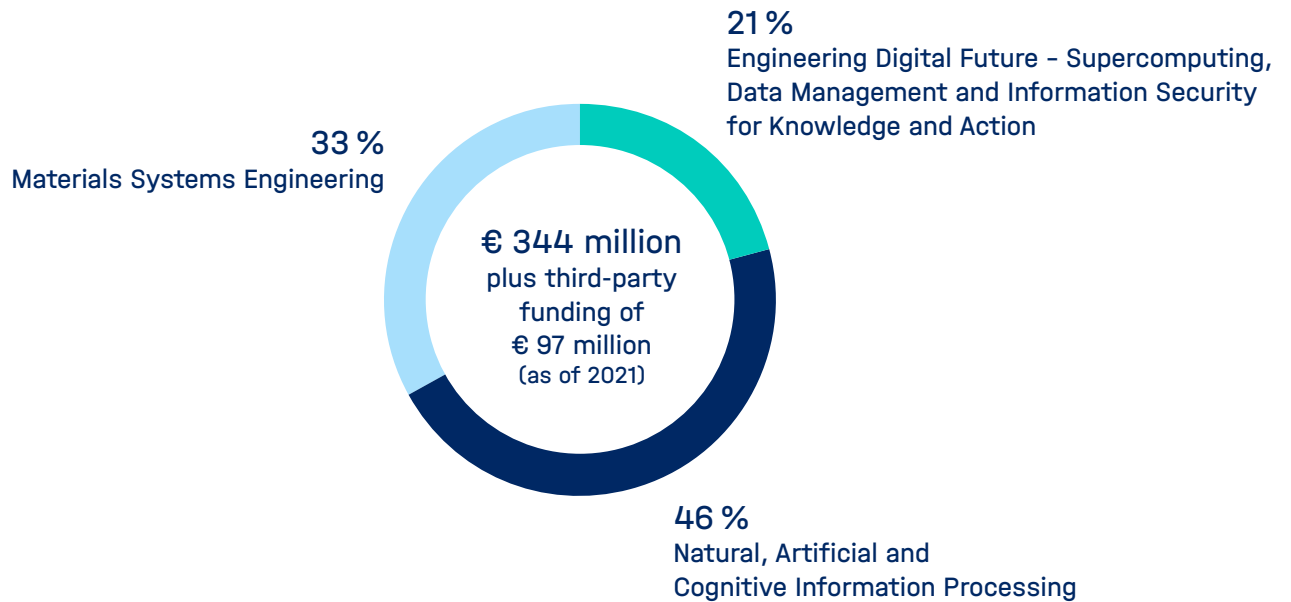 21 %
Engineering Digital Future – Supercomputing,
Data Management and Information Security
for Knowledge and Action
33 %
Materials Systems Engineering
€ 344 million
plus third-party
funding of
€ 97 million
(as of 2021)
46 %
Natural, Artificial and
Cognitive Information Processing